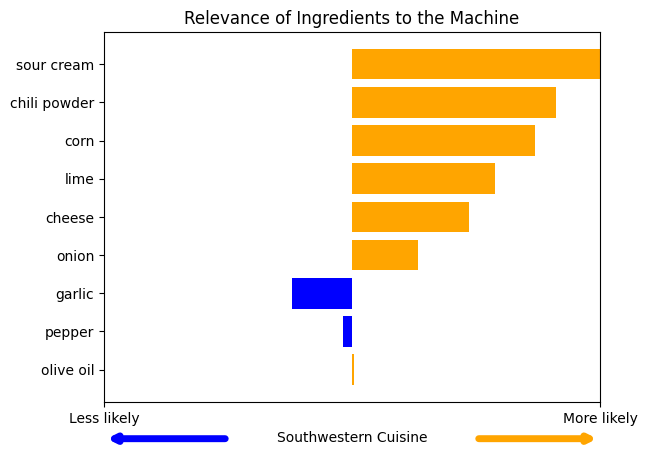 Relevance of Ingredients to the Machine
sour cream
chili powder
corn
lime
cheese
onion
garlic
pepper
olive oil
Less likely
More likely
Southwestern Cuisine